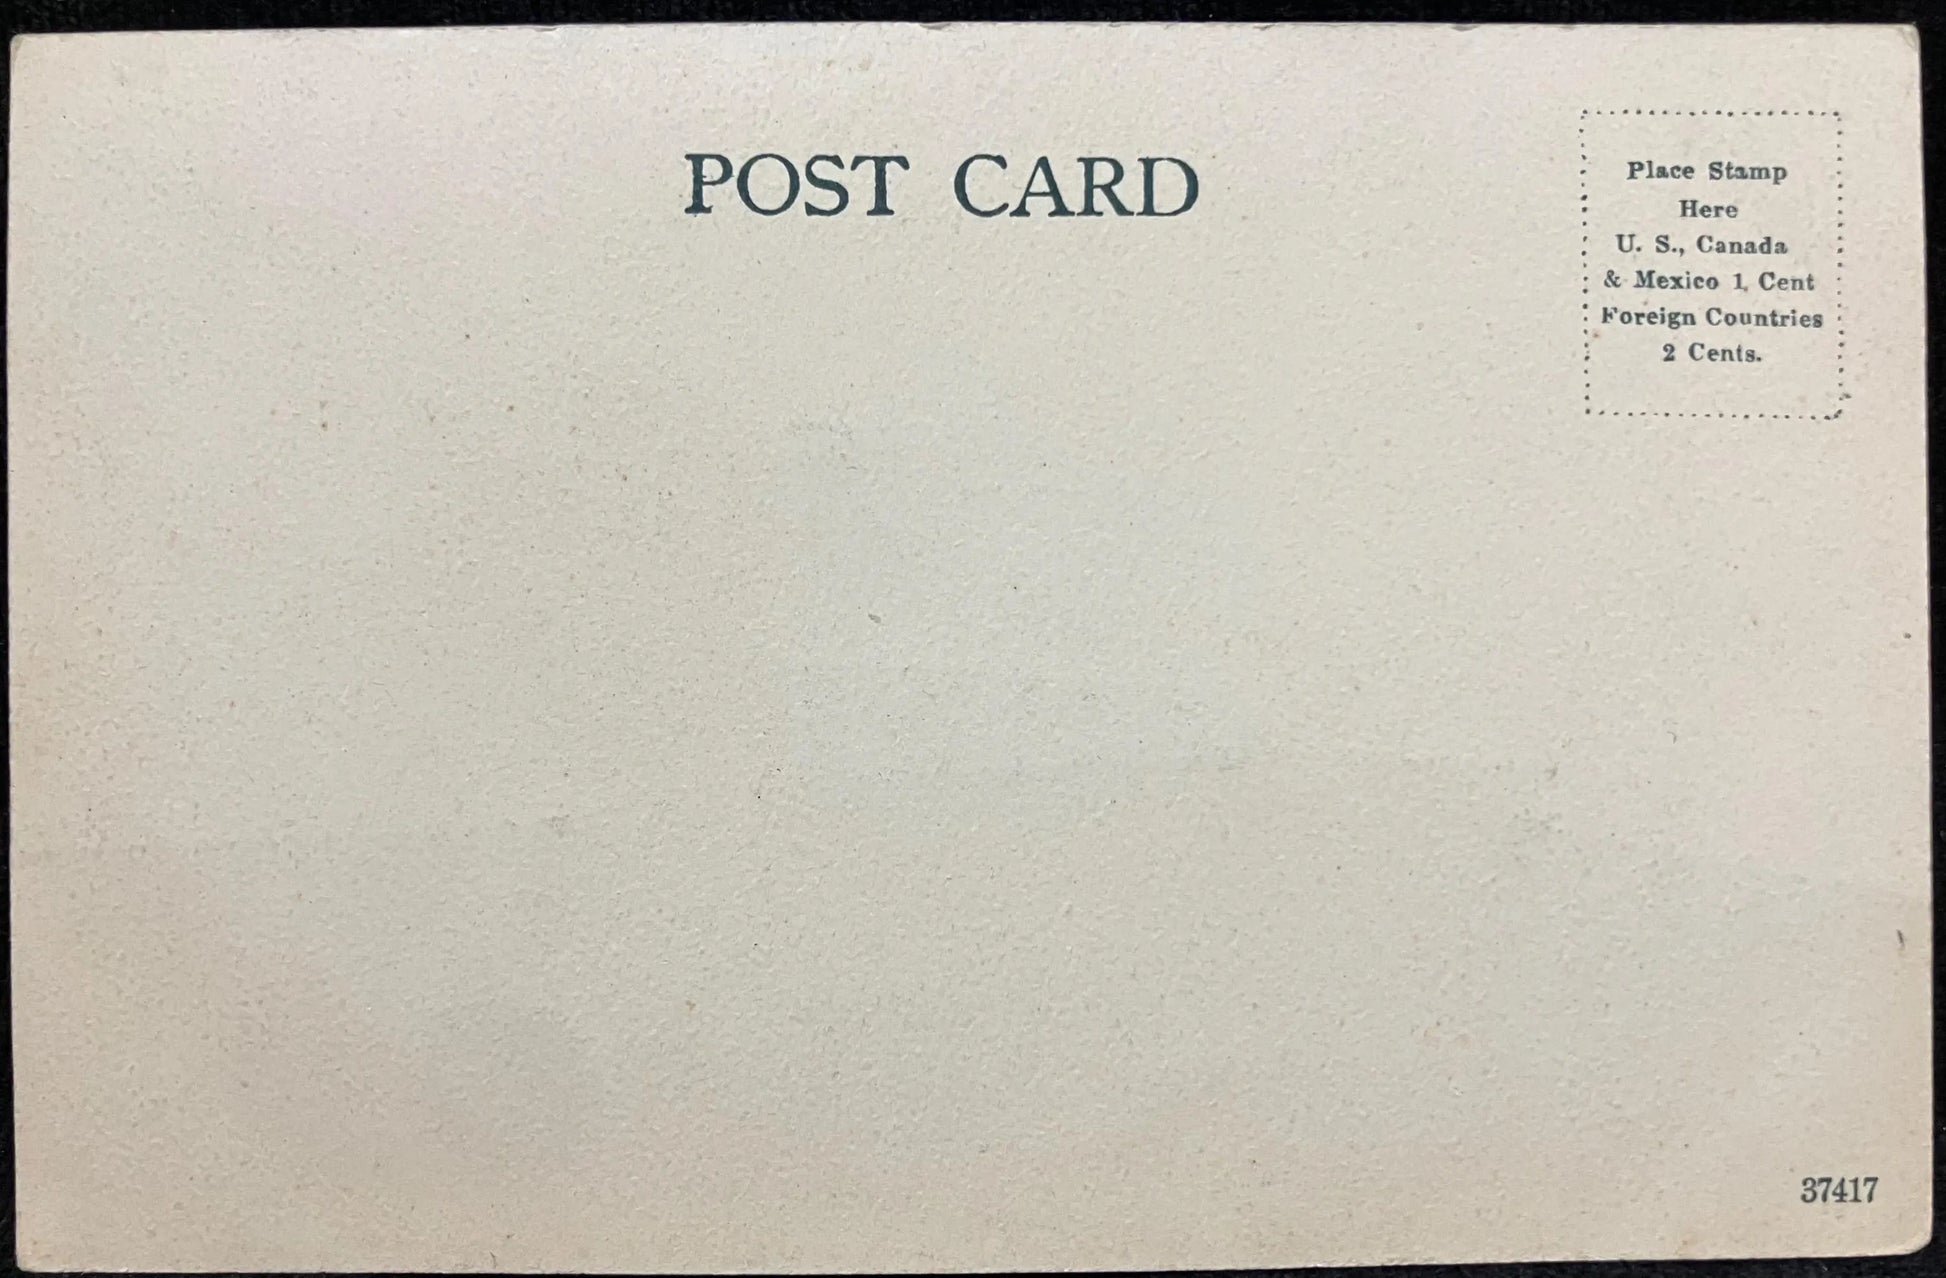 POST CARD
Place Stamp
Here
U. S., Canada
& Mexico 1 Cent
Foreign Countries
2 Cents.
37417